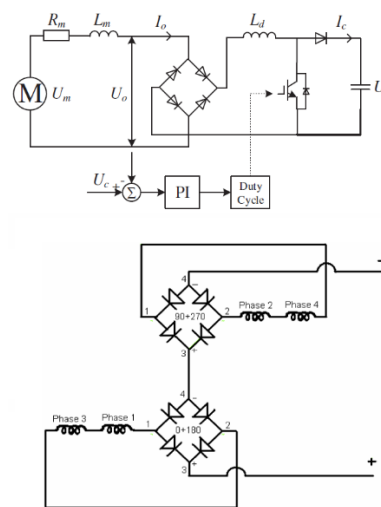 R_m L_m I_o L_d I_c
M U_m U_o U
U_c + - Σ PI Duty
Cycle
4 - -
1 90+270 2 Phase 2 Phase 4
3 +
4 -
Phase 3 Phase 1 1 0+180 2
3 + +